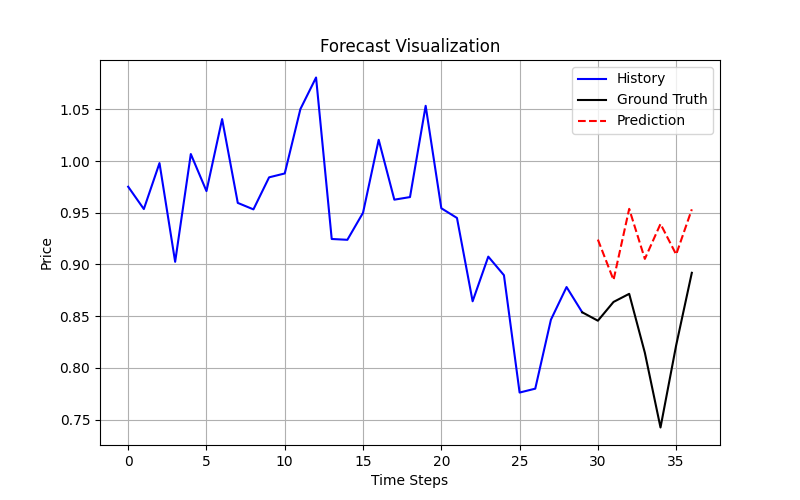 Forecast Visualization
History
Ground Truth
Prediction
Price
1.05
1.00
0.95
0.90
0.85
0.80
0.75
0 5 10 15 20 25 30 35
Time Steps